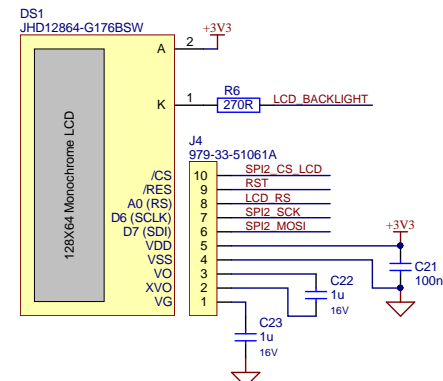 DS1
JHD12864-G176BSW
128X64 Monochrome LCD
A 2 +3V3
K 1 R6 270R LCD_BACKLIGHT
J4
979-33-51061A
/CS 10 SPI2_CS_LCD
/RES 9 RST
A0 (RS) 8 LCD_RS
D6 (SCLK) 7 SPI2_SCK
D7 (SDI) 6 SPI2_MOSI
VDD 5 +3V3
VSS 4
VO 3
XVO 2
VG 1
C21
100n
C22
1u
16V
C23
1u
16V